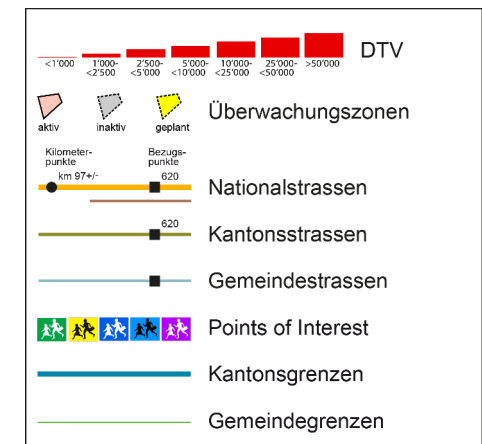 DTV
<1'000 1'000- 2'500- 5'000- 10'000- 25'000- >50'000
<2'500 <5'000 <10'000 <25'000 <50'000
Überwachungszonen
aktiv inaktiv geplant
Kilometer- Bezugs-
punkte punkte
km 97+/- 620
Nationalstrassen
620
Kantonsstrassen
Gemeindestrassen
Points of Interest
Kantonsgrenzen
Gemeindegrenzen